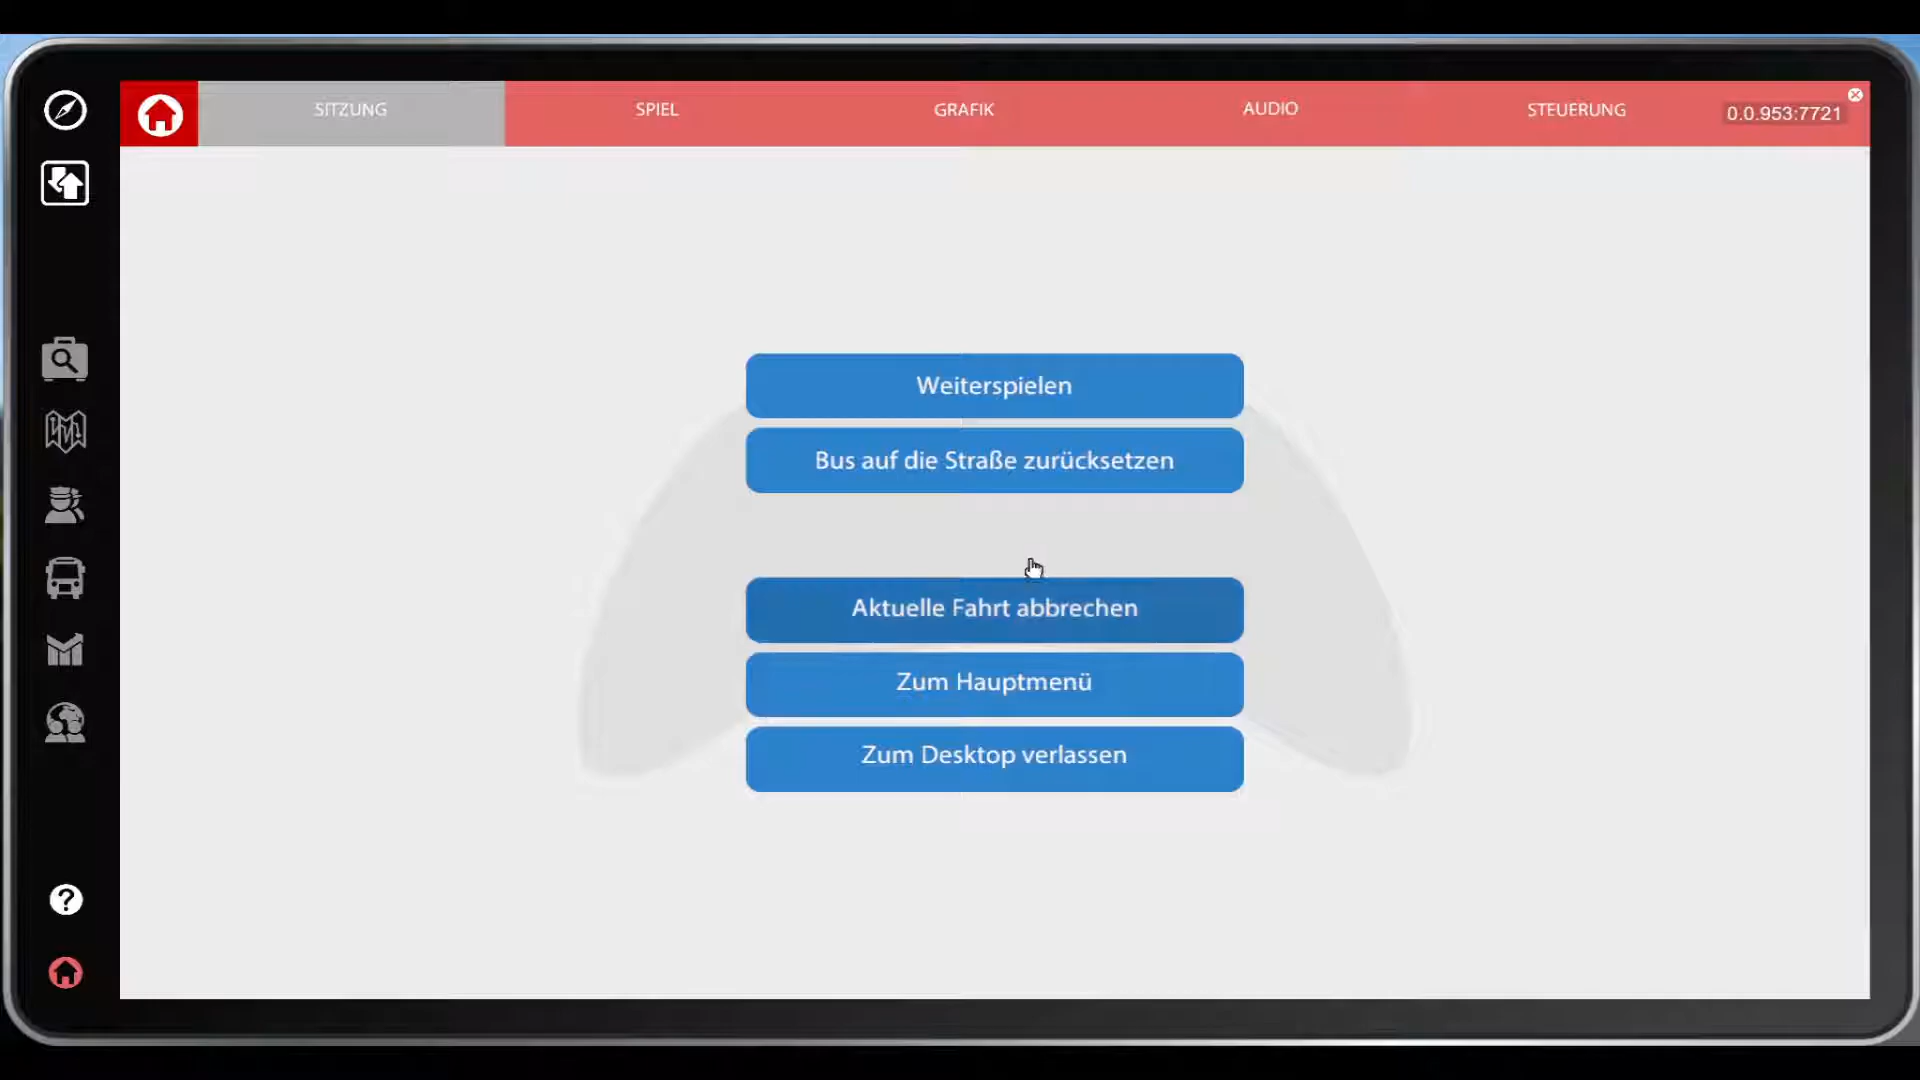 SITZUNG
SPIEL
GRAFIK
AUDIO
STEUERUNG
0.0.953:7721
Weiterspielen
Bus auf die Straße zurücksetzen
Aktuelle Fahrt abbrechen
Zum Hauptmenü
Zum Desktop verlassen